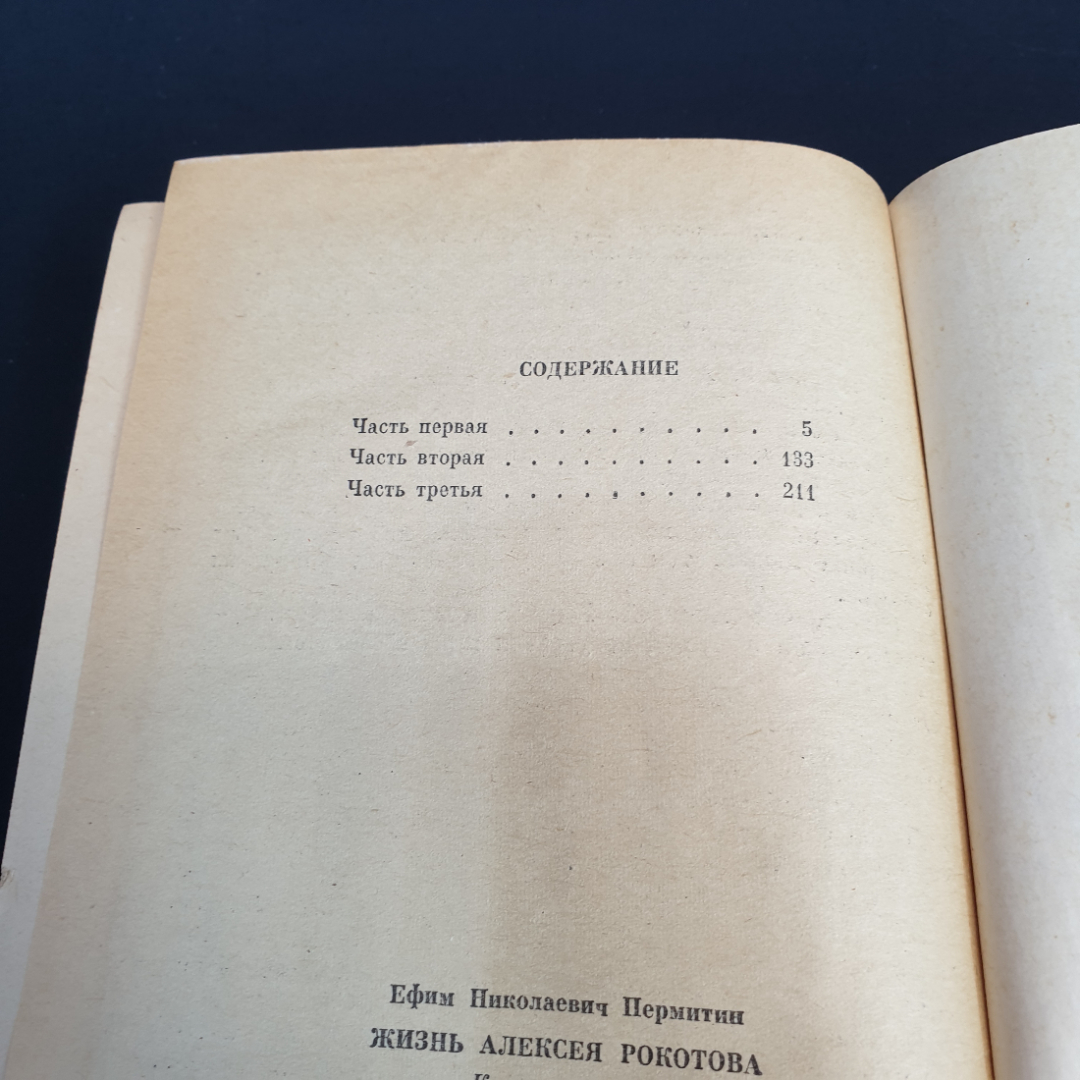 СОДЕРЖАНИЕ
Часть первая . . . . . . . . . . 5
Часть вторая . . . . . . . . . . 133
Часть третья . . . . . . . . . . 211
Ефим Николаевич Пермитин
ЖИЗНЬ АЛЕКСЕЯ РОКОТОВА